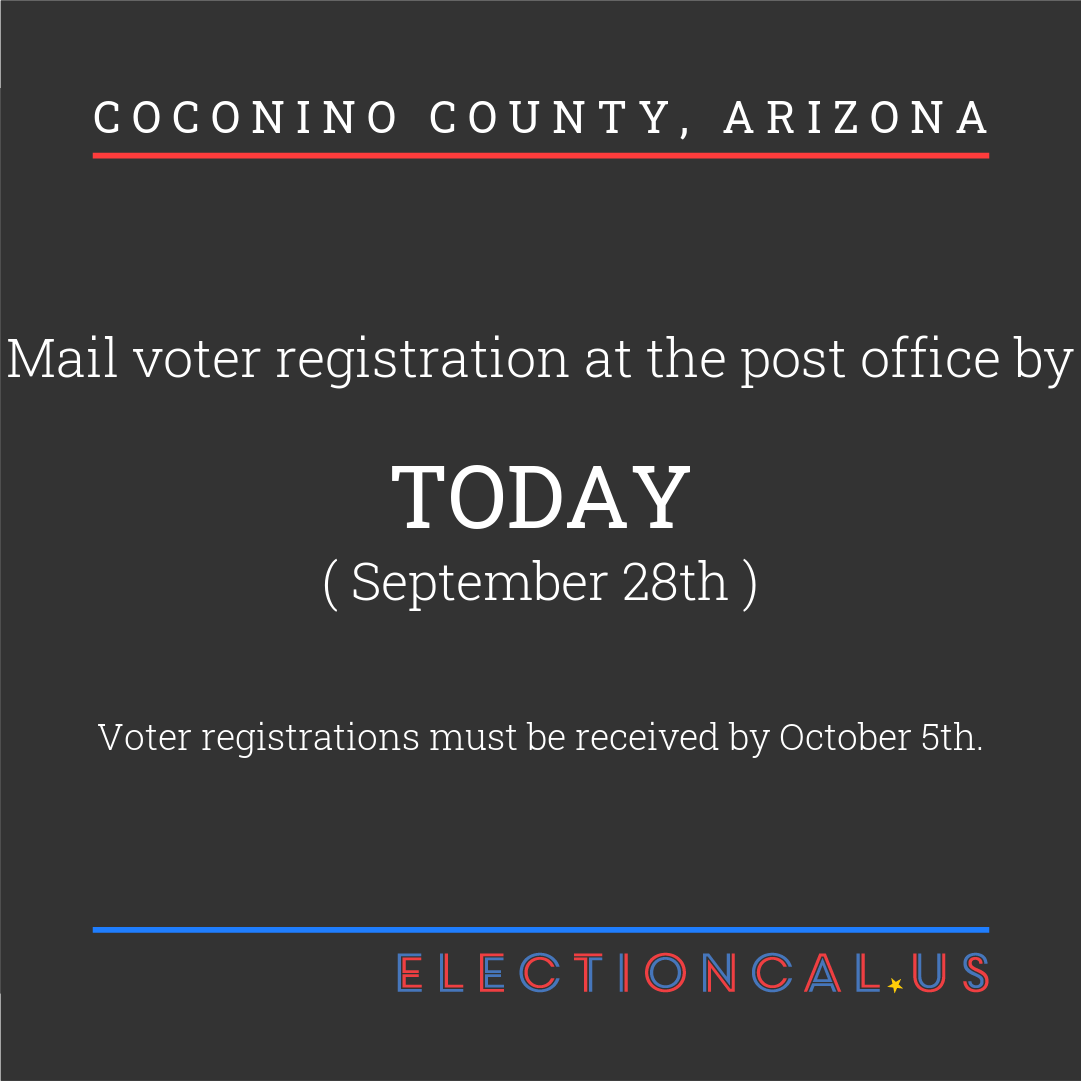 COCONINO COUNTY, ARIZONA
Mail voter registration at the post office by
TODAY
( September 28th )
Voter registrations must be received by October 5th.
ELECTIONCAL.US